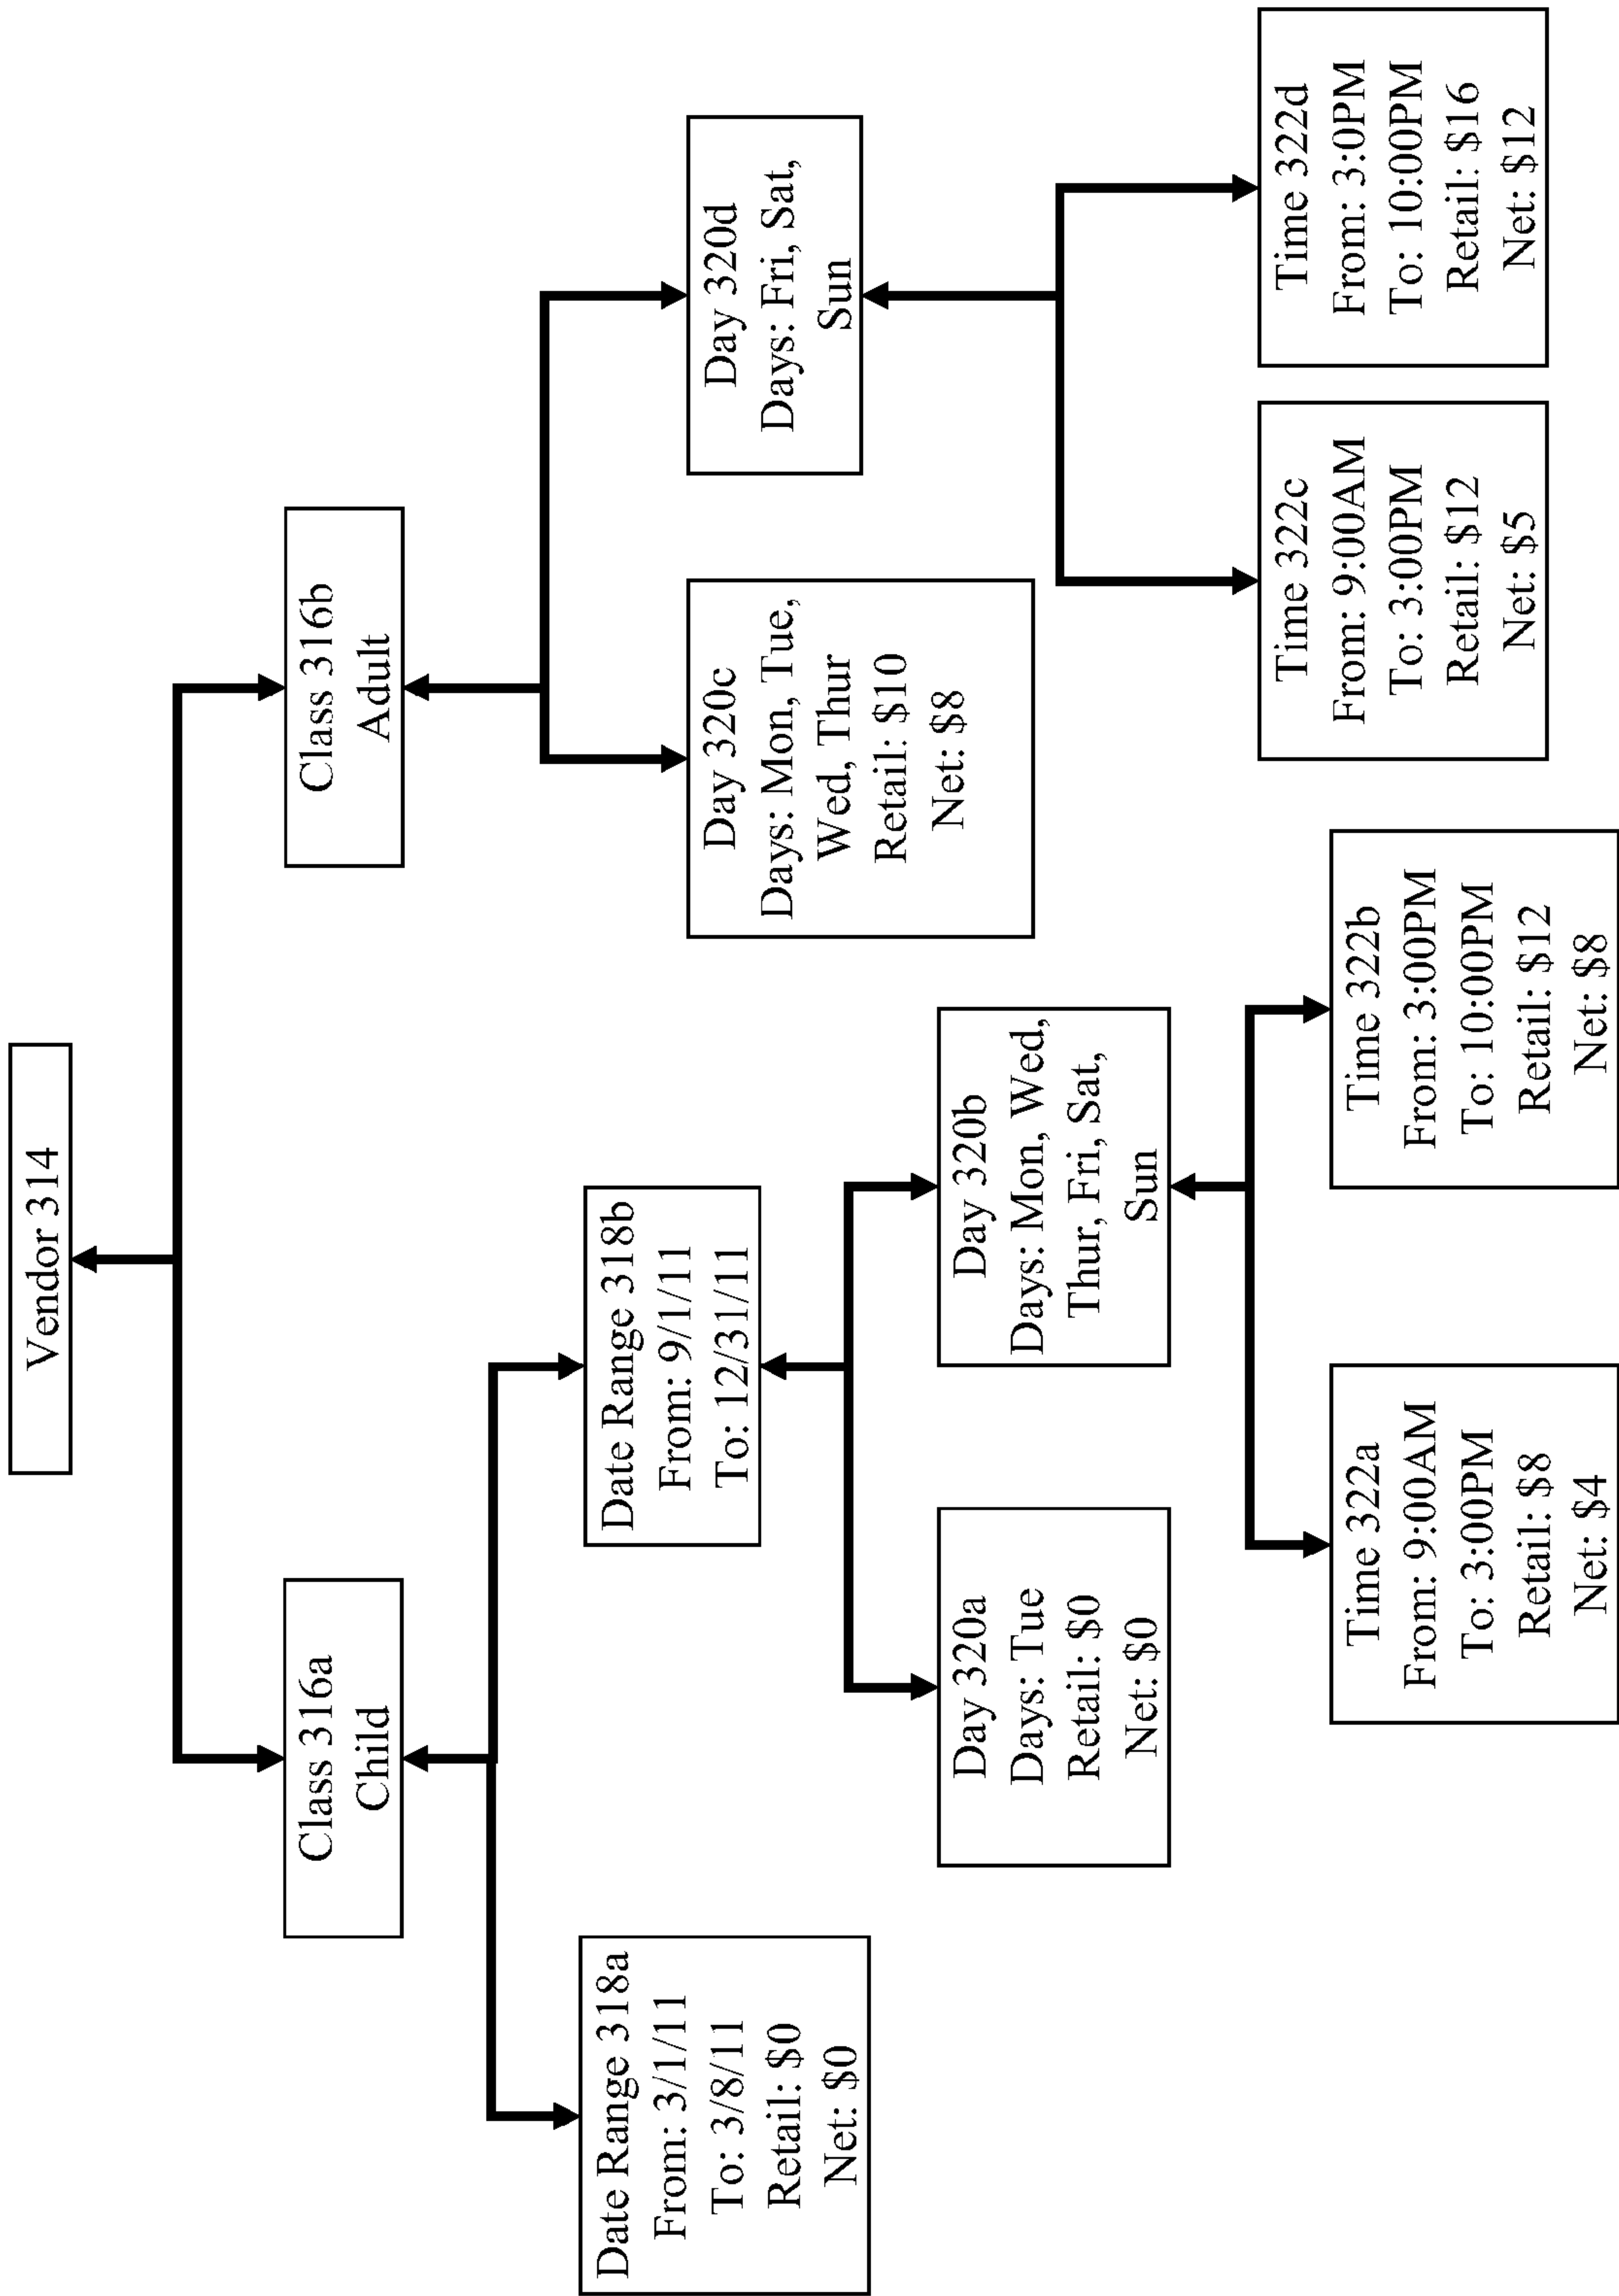 Vendor 314
Class 316a
Child
Class 316b
Adult
Date Range 318a
From: 3/1/11
To: 3/8/11
Retail: $0
Net: $0
Date Range 318b
From: 9/1/11
To: 12/31/11
Day 320c
Days: Mon, Tue,
Wed, Thur
Retail: $10
Net: $8
Day 320d
Days: Fri, Sat,
Sun
Day 320a
Days: Tue
Retail: $0
Net: $0
Day 320b
Days: Mon, Wed,
Thur, Fri, Sat,
Sun
Time 322a
From: 9:00AM
To: 3:00PM
Retail: $8
Net: $4
Time 322b
From: 3:00PM
To: 10:00PM
Retail: $12
Net: $8
Time 322c
From: 9:00AM
To: 3:00PM
Retail: $12
Net: $5
Time 322d
From: 3:0PM
To: 10:00PM
Retail: $16
Net: $12